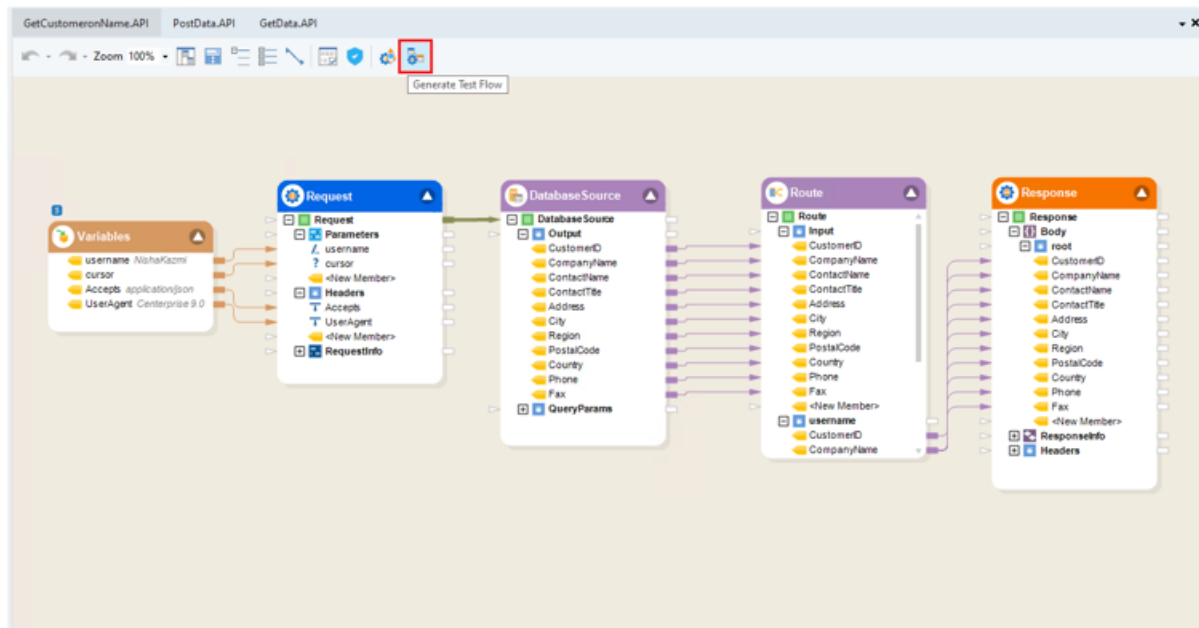 GetCustomeronName.API PostData.API GetData.API
Zoom 100%
Generate Test Flow
Variables
username NishaKazmi
cursor
Accepts application/json
UserAgent Centerprise 9.0
Request
Request
Parameters
username
? cursor
<New Member>
Headers
Accepts
UserAgent
<New Member>
RequestInfo
DatabaseSource
DatabaseSource
Output
CustomerID
CompanyName
ContactName
ContactTitle
Address
City
Region
PostalCode
Country
Phone
Fax
QueryParams
Route
Route
Input
CustomerID
CompanyName
ContactName
ContactTitle
Address
City
Region
PostalCode
Country
Phone
Fax
<New Member>
username
CustomerID
CompanyName
Response
Response
Body
root
CustomerID
CompanyName
ContactName
ContactTitle
Address
City
Region
PostalCode
Country
Phone
Fax
<New Member>
ResponseInfo
Headers